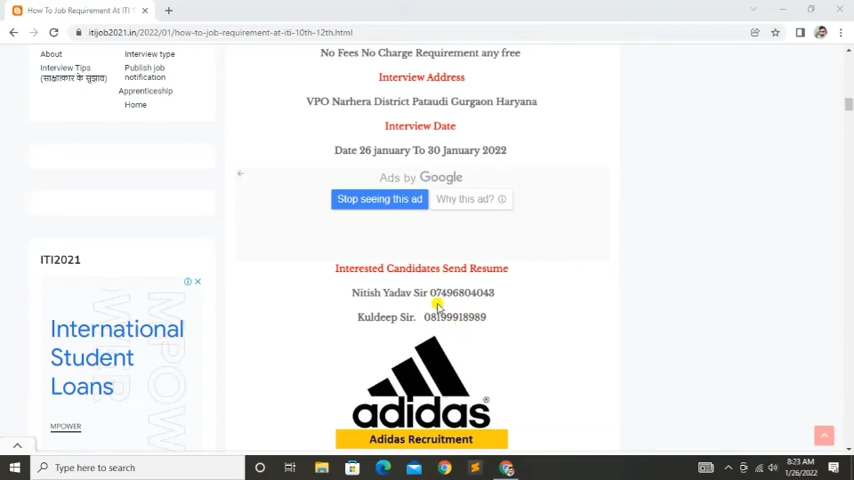 How To Job Requirement At ITI 1
itijob2021.in/2022/01/how-to-job-requirement-at-iti-10th-12th.html
About
Interview type
Interview Tips
(साक्षात्कार के सुझाव)
Publish job
notification
Apprenticeship
Home
ITI2021
International
Student
Loans
MPOWER
No Fees No Charge Requirement any free
Interview Address
VPO Narhera District Pataudi Gurgaon Haryana
Interview Date
Date 26 january To 30 January 2022
Ads by Google
Stop seeing this ad
Why this ad?
Interested Candidates Send Resume
Nitish Yadav Sir 07496804043
Kuldeep Sir. 08199918989
adidas®
Adidas Recruitment
Type here to search
8:23 AM
1/26/2022